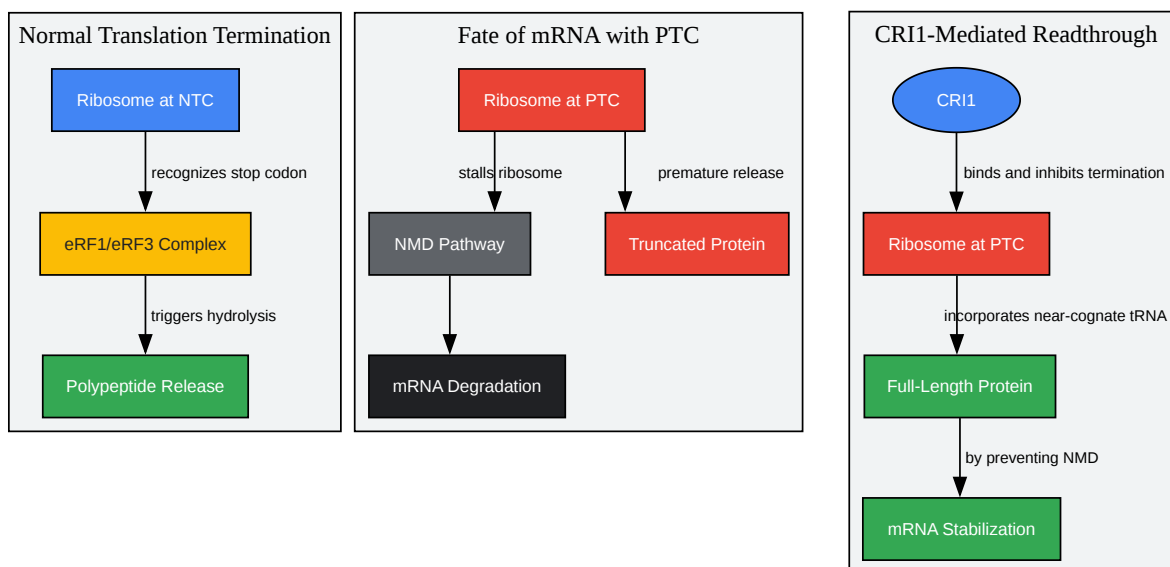 Normal Translation Termination
Ribosome at NTC
recognizes stop codon
eRF1/eRF3 Complex
triggers hydrolysis
Polypeptide Release
Fate of mRNA with PTC
Ribosome at PTC
stalls ribosome
premature release
NMD Pathway
Truncated Protein
mRNA Degradation
CRI1-Mediated Readthrough
CRI1
binds and inhibits termination
Ribosome at PTC
incorporates near-cognate tRNA
Full-Length Protein
by preventing NMD
mRNA Stabilization